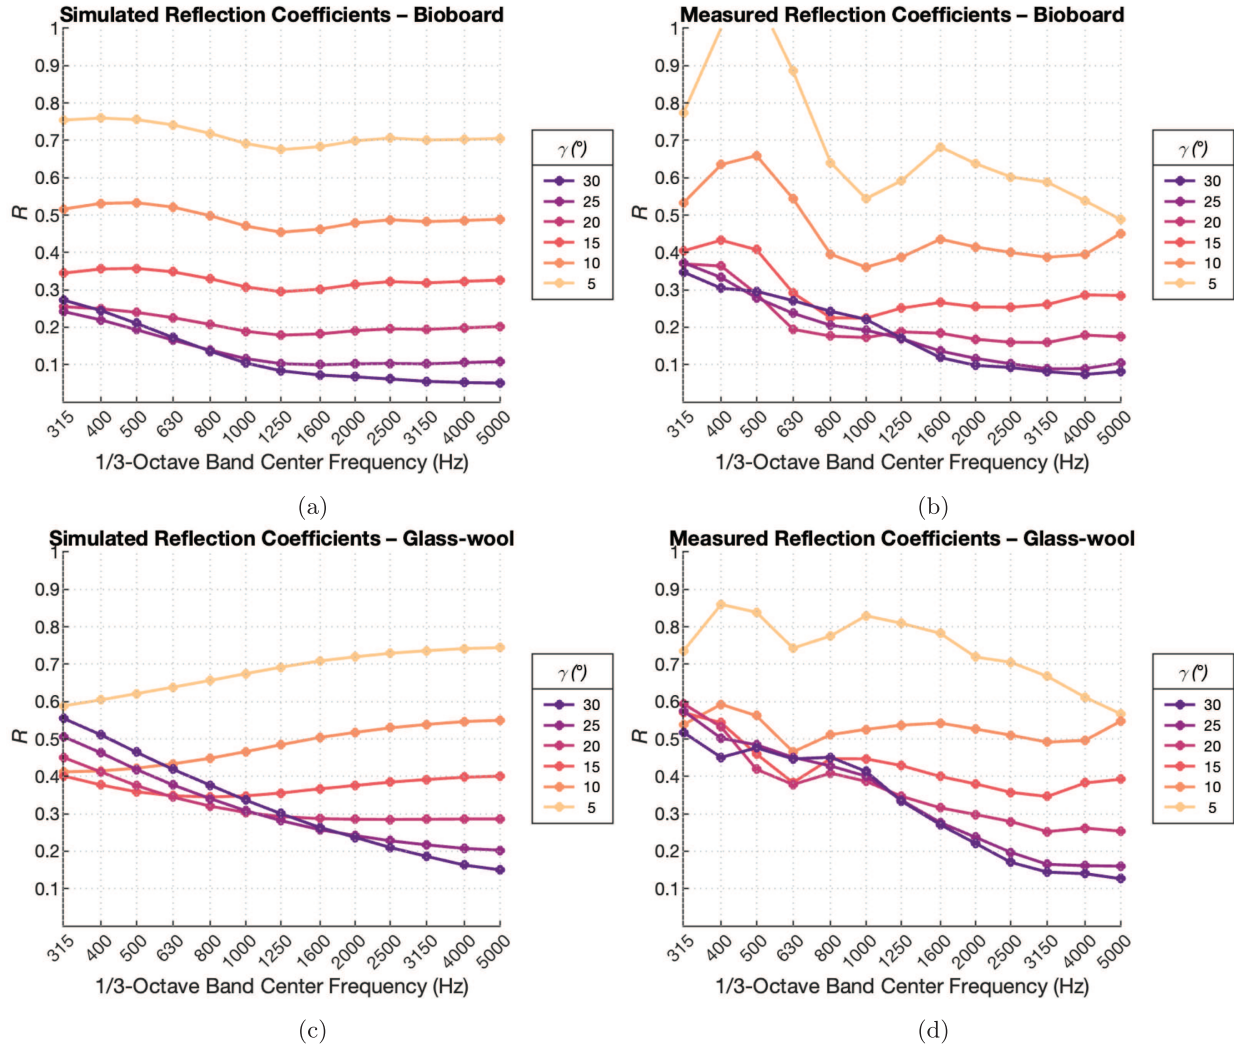 Simulated Reflection Coefficients – Bioboard
1
0.9
0.8
0.7
0.6
0.5
0.4
0.3
0.2
0.1
R
315 400 500 630 800 1000 1250 1600 2000 2500 3150 4000 5000
1/3-Octave Band Center Frequency (Hz)
γ (°)
30
25
20
15
10
5
(a)
Measured Reflection Coefficients – Bioboard
1
0.9
0.8
0.7
0.6
0.5
0.4
0.3
0.2
0.1
R
315 400 500 630 800 1000 1250 1600 2000 2500 3150 4000 5000
1/3-Octave Band Center Frequency (Hz)
γ (°)
30
25
20
15
10
5
(b)
Simulated Reflection Coefficients – Glass-wool
1
0.9
0.8
0.7
0.6
0.5
0.4
0.3
0.2
0.1
R
315 400 500 630 800 1000 1250 1600 2000 2500 3150 4000 5000
1/3-Octave Band Center Frequency (Hz)
γ (°)
30
25
20
15
10
5
(c)
Measured Reflection Coefficients – Glass-wool
1
0.9
0.8
0.7
0.6
0.5
0.4
0.3
0.2
0.1
R
315 400 500 630 800 1000 1250 1600 2000 2500 3150 4000 5000
1/3-Octave Band Center Frequency (Hz)
γ (°)
30
25
20
15
10
5
(d)